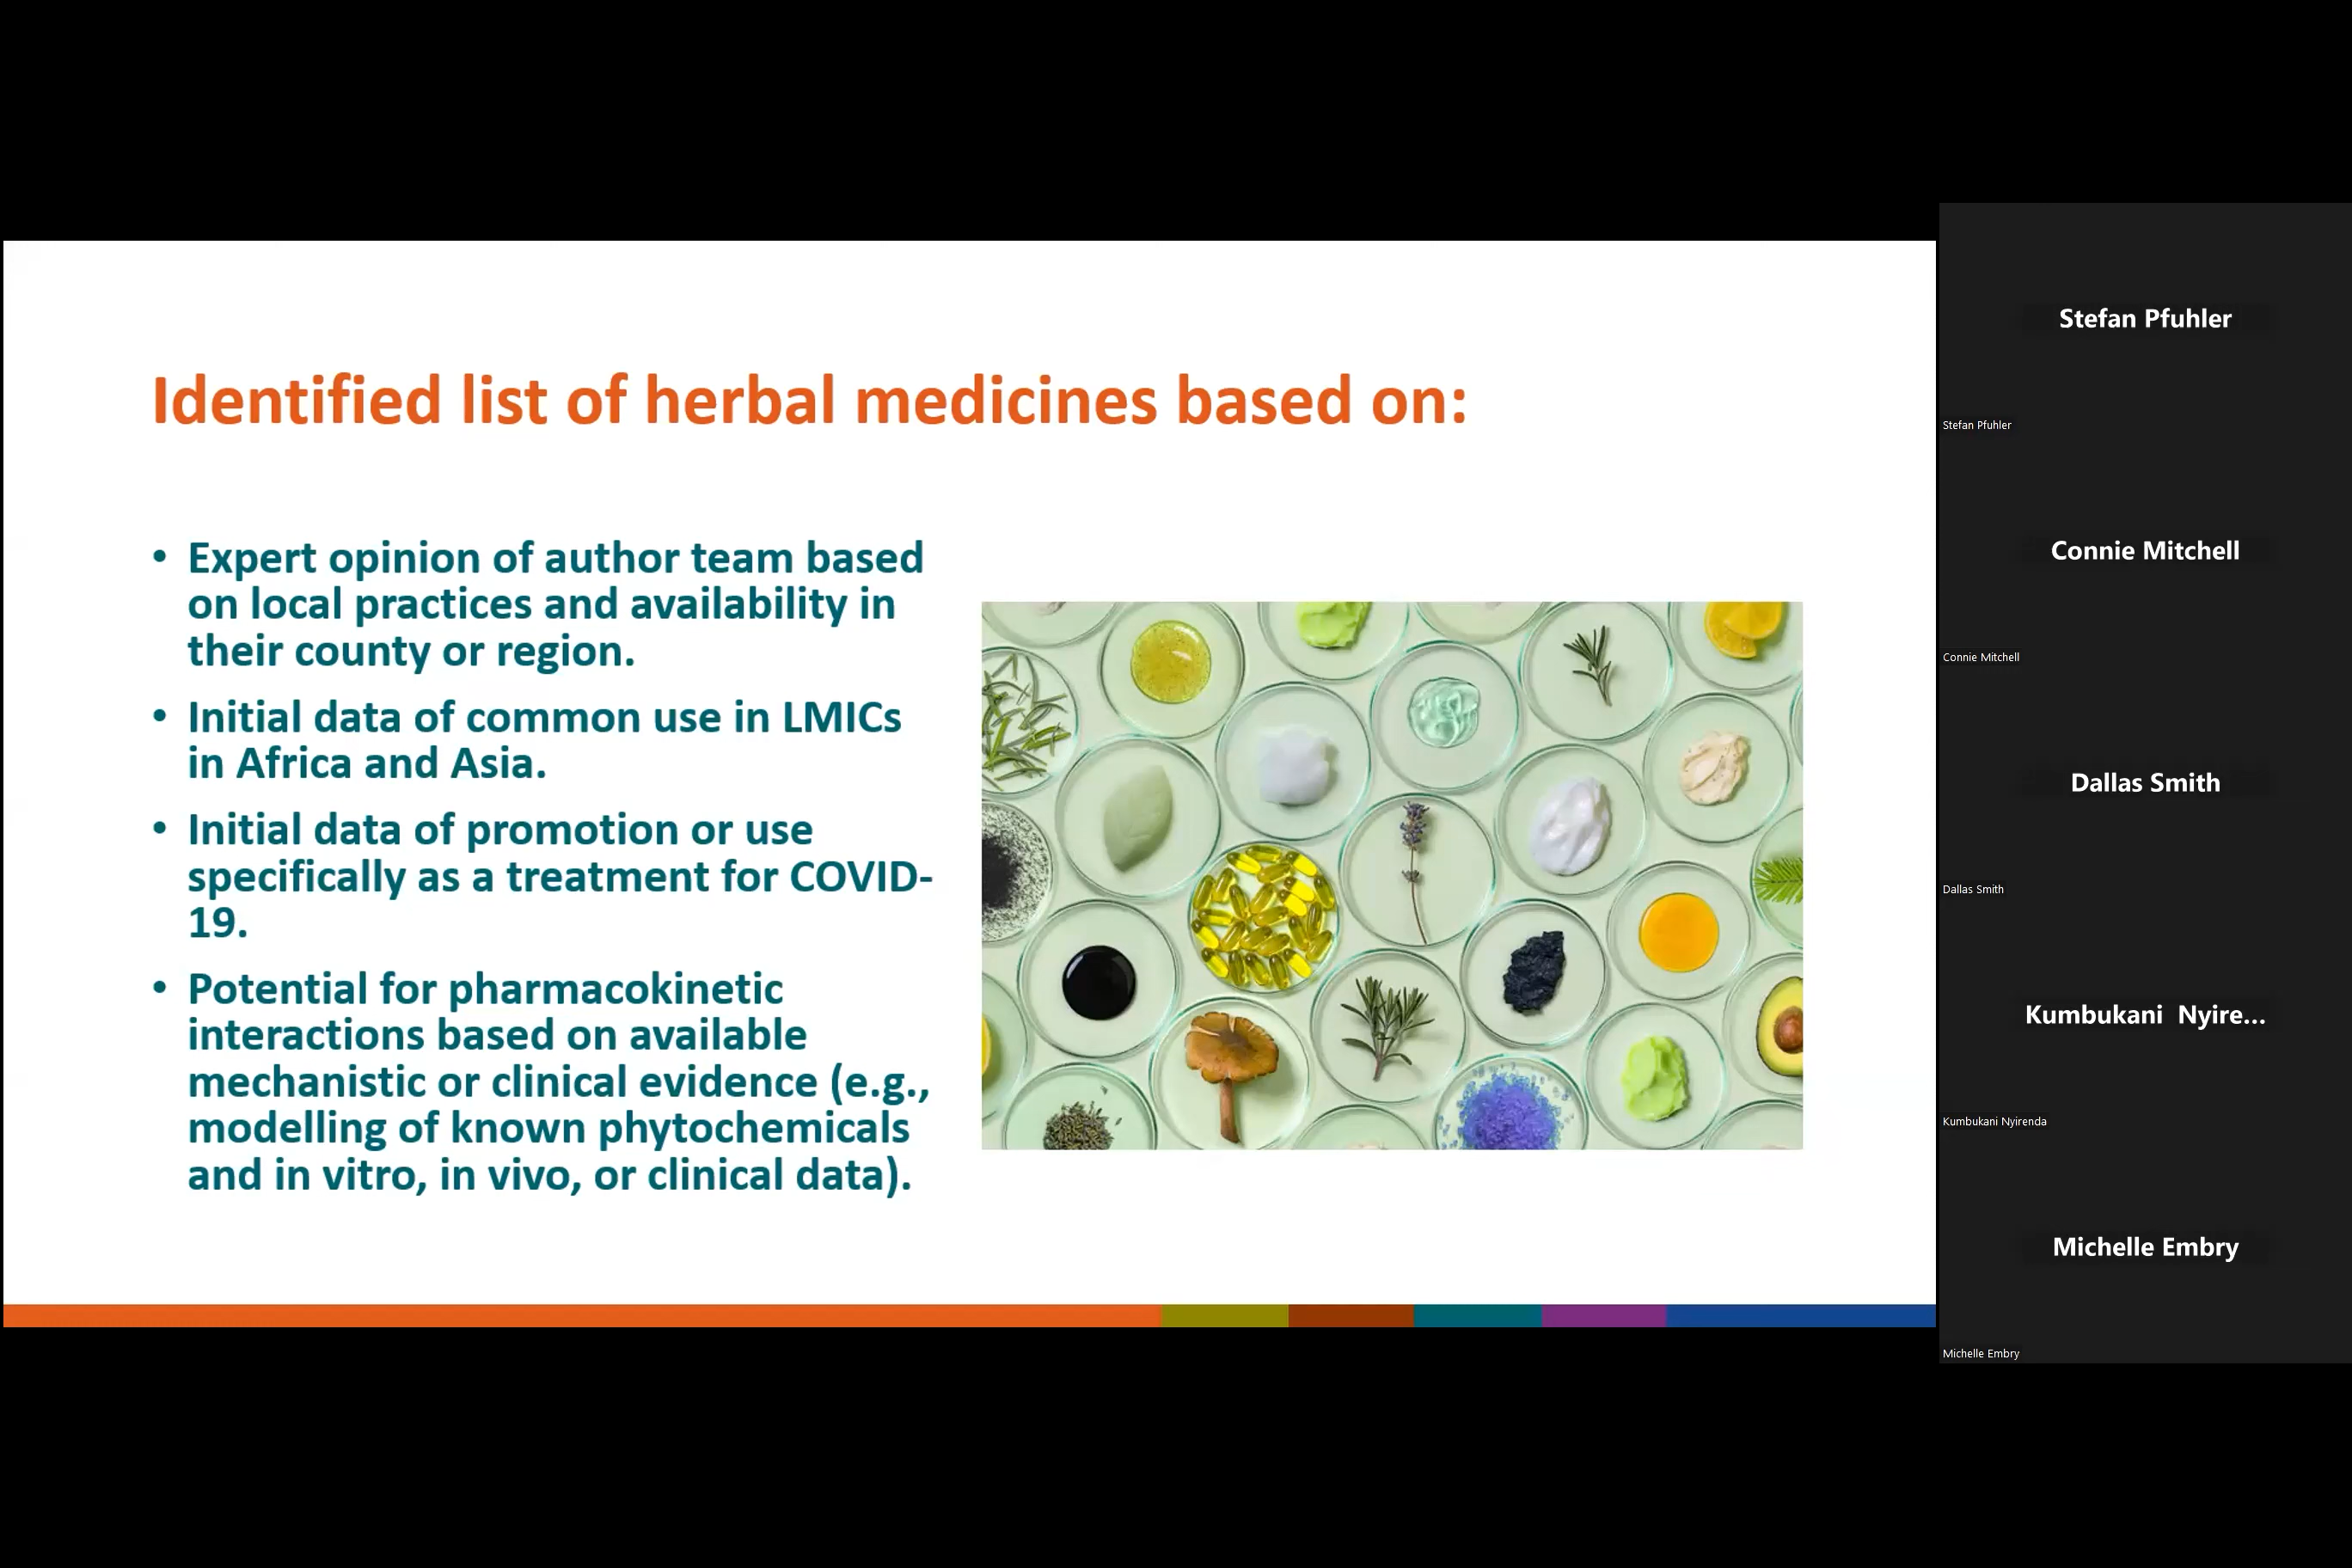 Identified list of herbal medicines based on:
• Expert opinion of author team based
on local practices and availability in
their county or region.
• Initial data of common use in LMICs
in Africa and Asia.
• Initial data of promotion or use
specifically as a treatment for COVID-
19.
• Potential for pharmacokinetic
interactions based on available
mechanistic or clinical evidence (e.g.,
modelling of known phytochemicals
and in vitro, in vivo, or clinical data).
Stefan Pfuhler
Stefan Pfuhler
Connie Mitchell
Connie Mitchell
Dallas Smith
Dallas Smith
Kumbukani Nyire...
Kumbukani Nyirenda
Michelle Embry
Michelle Embry